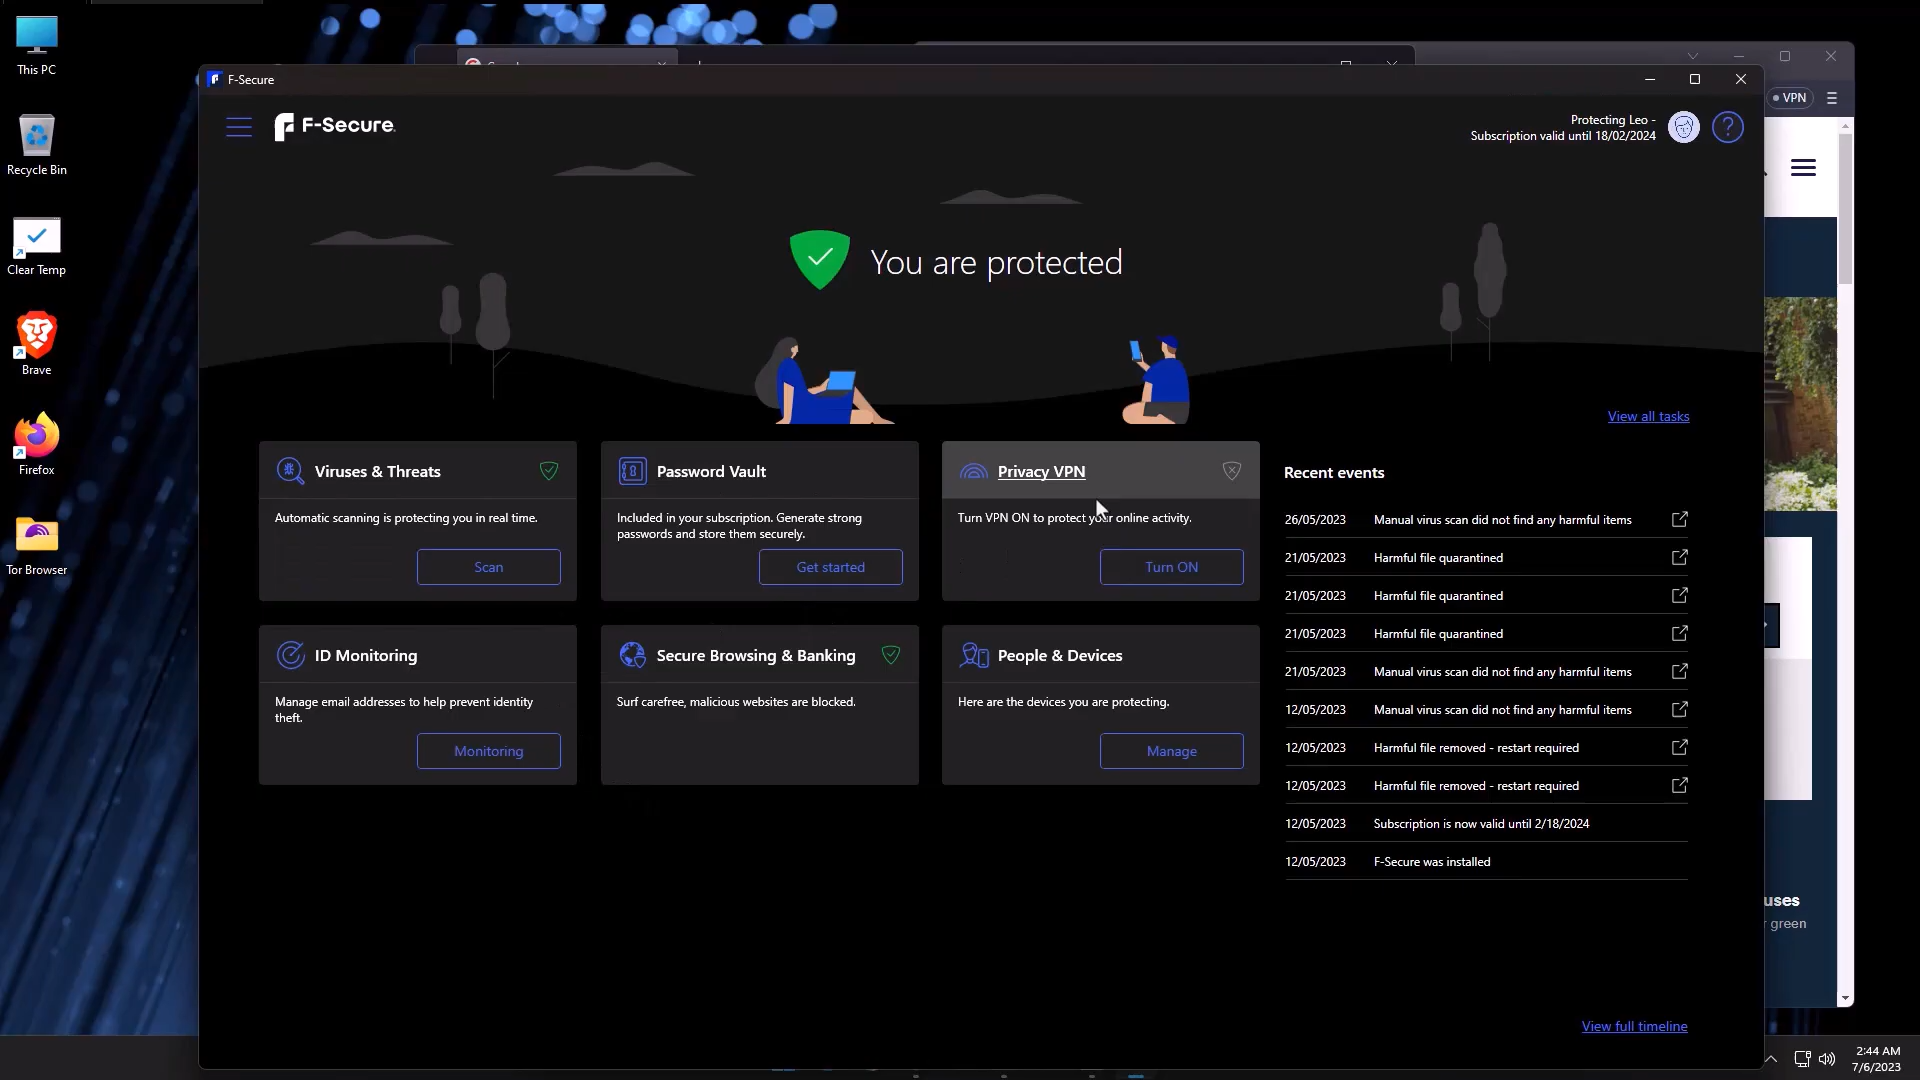 This PC
Recycle Bin
Clear Temp
Brave
Firefox
Tor Browser
F-Secure
VPN
F-Secure
Protecting Leo -
Subscription valid until 18/02/2024
?
You are protected
View all tasks
Viruses & Threats
Automatic scanning is protecting you in real time.
Scan
Password Vault
Included in your subscription. Generate strong
passwords and store them securely.
Get started
Privacy VPN
Turn VPN ON to protect your online activity.
Turn ON
ID Monitoring
Manage email addresses to help prevent identity
theft.
Monitoring
Secure Browsing & Banking
Surf carefree, malicious websites are blocked.
People & Devices
Here are the devices you are protecting.
Manage
Recent events
26/05/2023 Manual virus scan did not find any harmful items
21/05/2023 Harmful file quarantined
21/05/2023 Harmful file quarantined
21/05/2023 Harmful file quarantined
21/05/2023 Manual virus scan did not find any harmful items
12/05/2023 Manual virus scan did not find any harmful items
12/05/2023 Harmful file removed - restart required
12/05/2023 Harmful file removed - restart required
12/05/2023 Subscription is now valid until 2/18/2024
12/05/2023 F-Secure was installed
View full timeline
uses
green
2:44 AM
7/6/2023